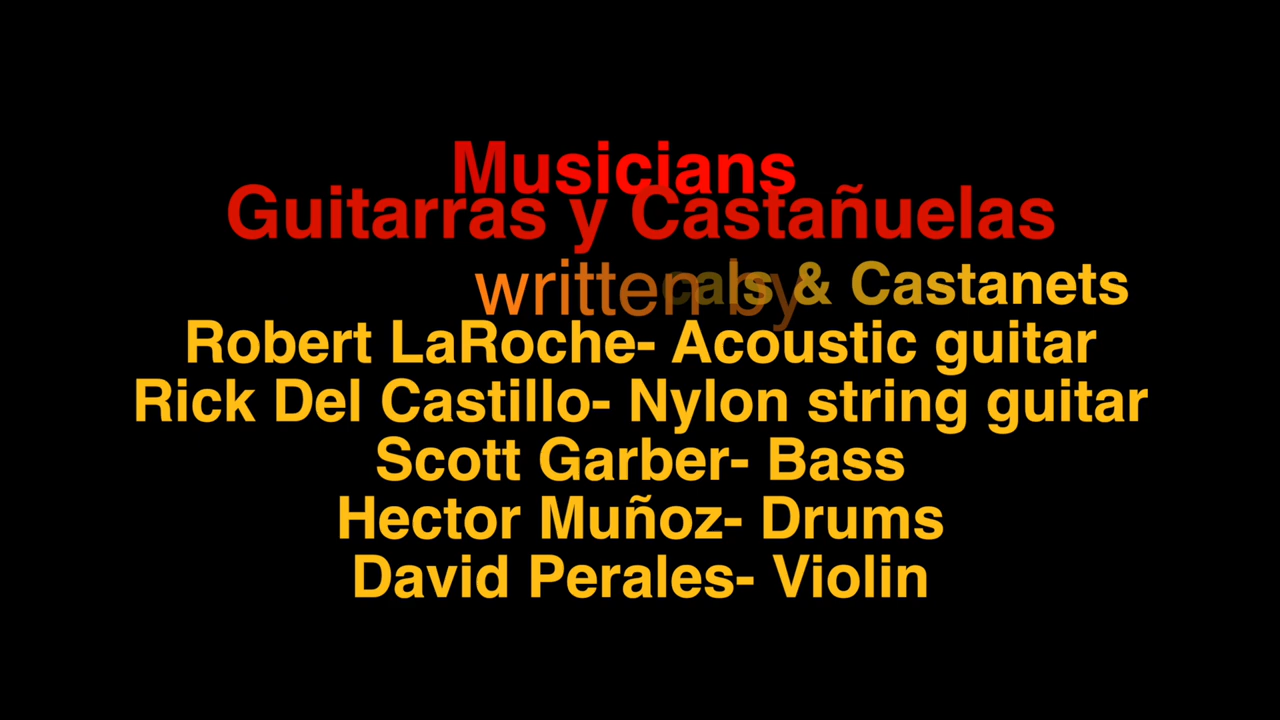 Musicians
Guitarras y Castañuelas
written by
& Castanets
Robert LaRoche- Acoustic guitar
Rick Del Castillo- Nylon string guitar
Scott Garber- Bass
Hector Muñoz- Drums
David Perales- Violin